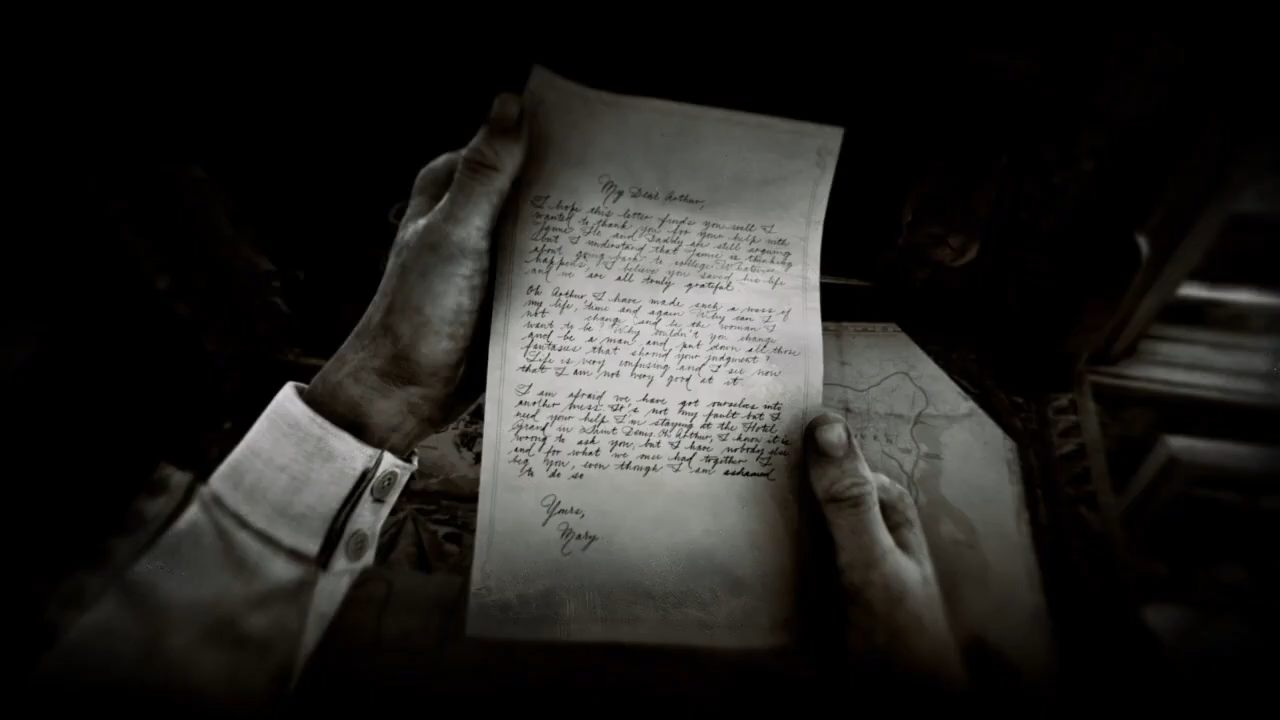 My Dear Arthur,
I hope this letter finds you well I
wanted to thank you for your help with
Jamie He and Daddy are still arguing
but I understand that Jamie is thinking
about going back to college. Whatever
happens, I believe you saved his life
and we are all truly grateful
Oh Arthur I have made such a mess of
my life, time and again Why can I
not change and be the woman I
want to be? Why couldn't you change
and be a man and put down all those
fantasies that shored your judgment?
Life is very confusing and I see now
that I am not very good at it
I am afraid we have got ourselves into
another mess It's not my fault but I
need your help I'm staying at the Hotel
Grand in Saint Denis. Oh Arthur, I know it is
wrong to ask you, but I have nobody else
and for what we once had together I
beg you, even though I am ashamed
to do so
Yours,
Mary